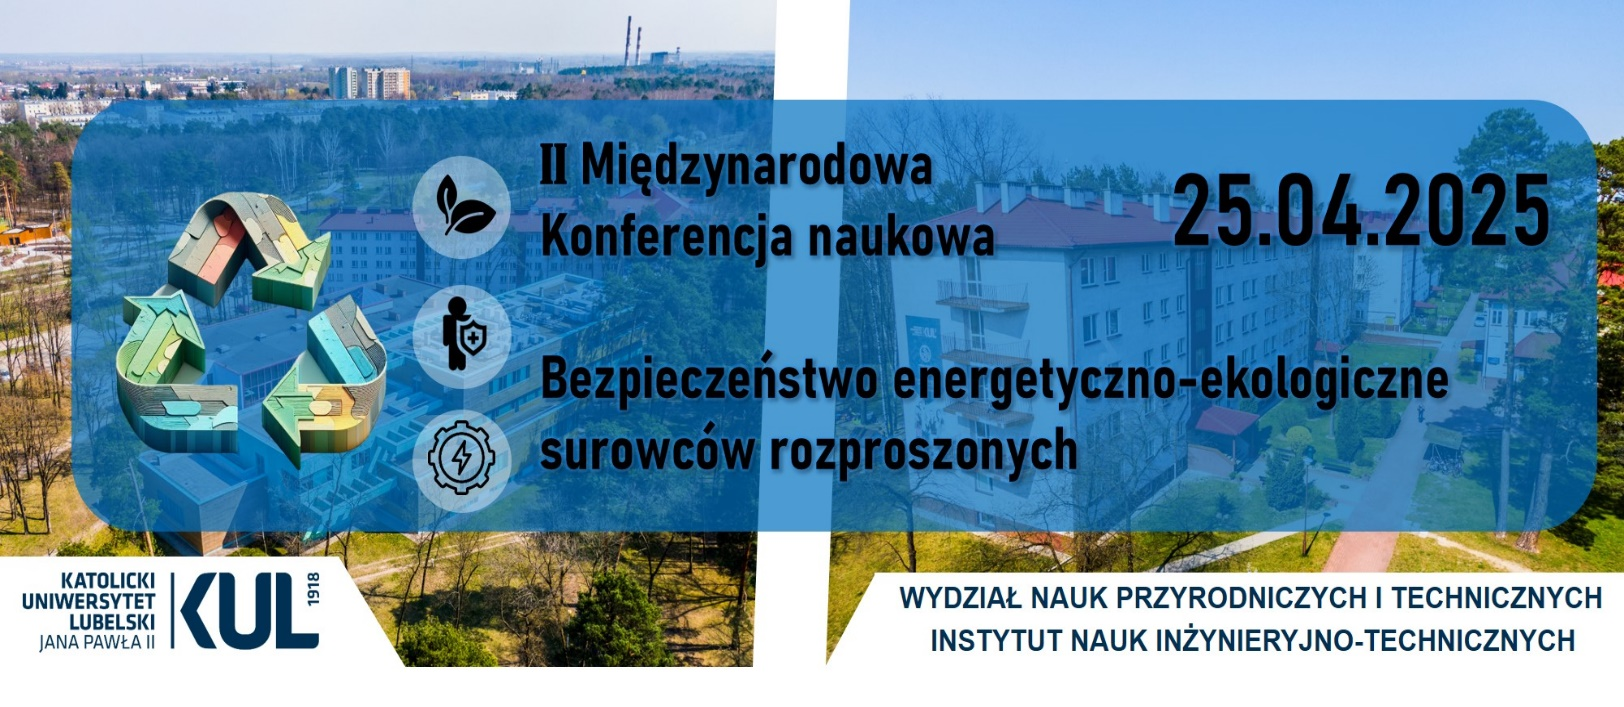 II Międzynarodowa
Konferencja naukowa
25.04.2025
Bezpieczeństwo energetyczno-ekologiczne
surowców rozproszonych
KATOLICKI
UNIWERSYTET
LUBELSKI
JANA PAWŁA II
KUL
1918
WYDZIAŁ NAUK PRZYRODNICZYCH I TECHNICZNYCH
INSTYTUT NAUK INŻYNIERYJNO-TECHNICZNYCH
KUL